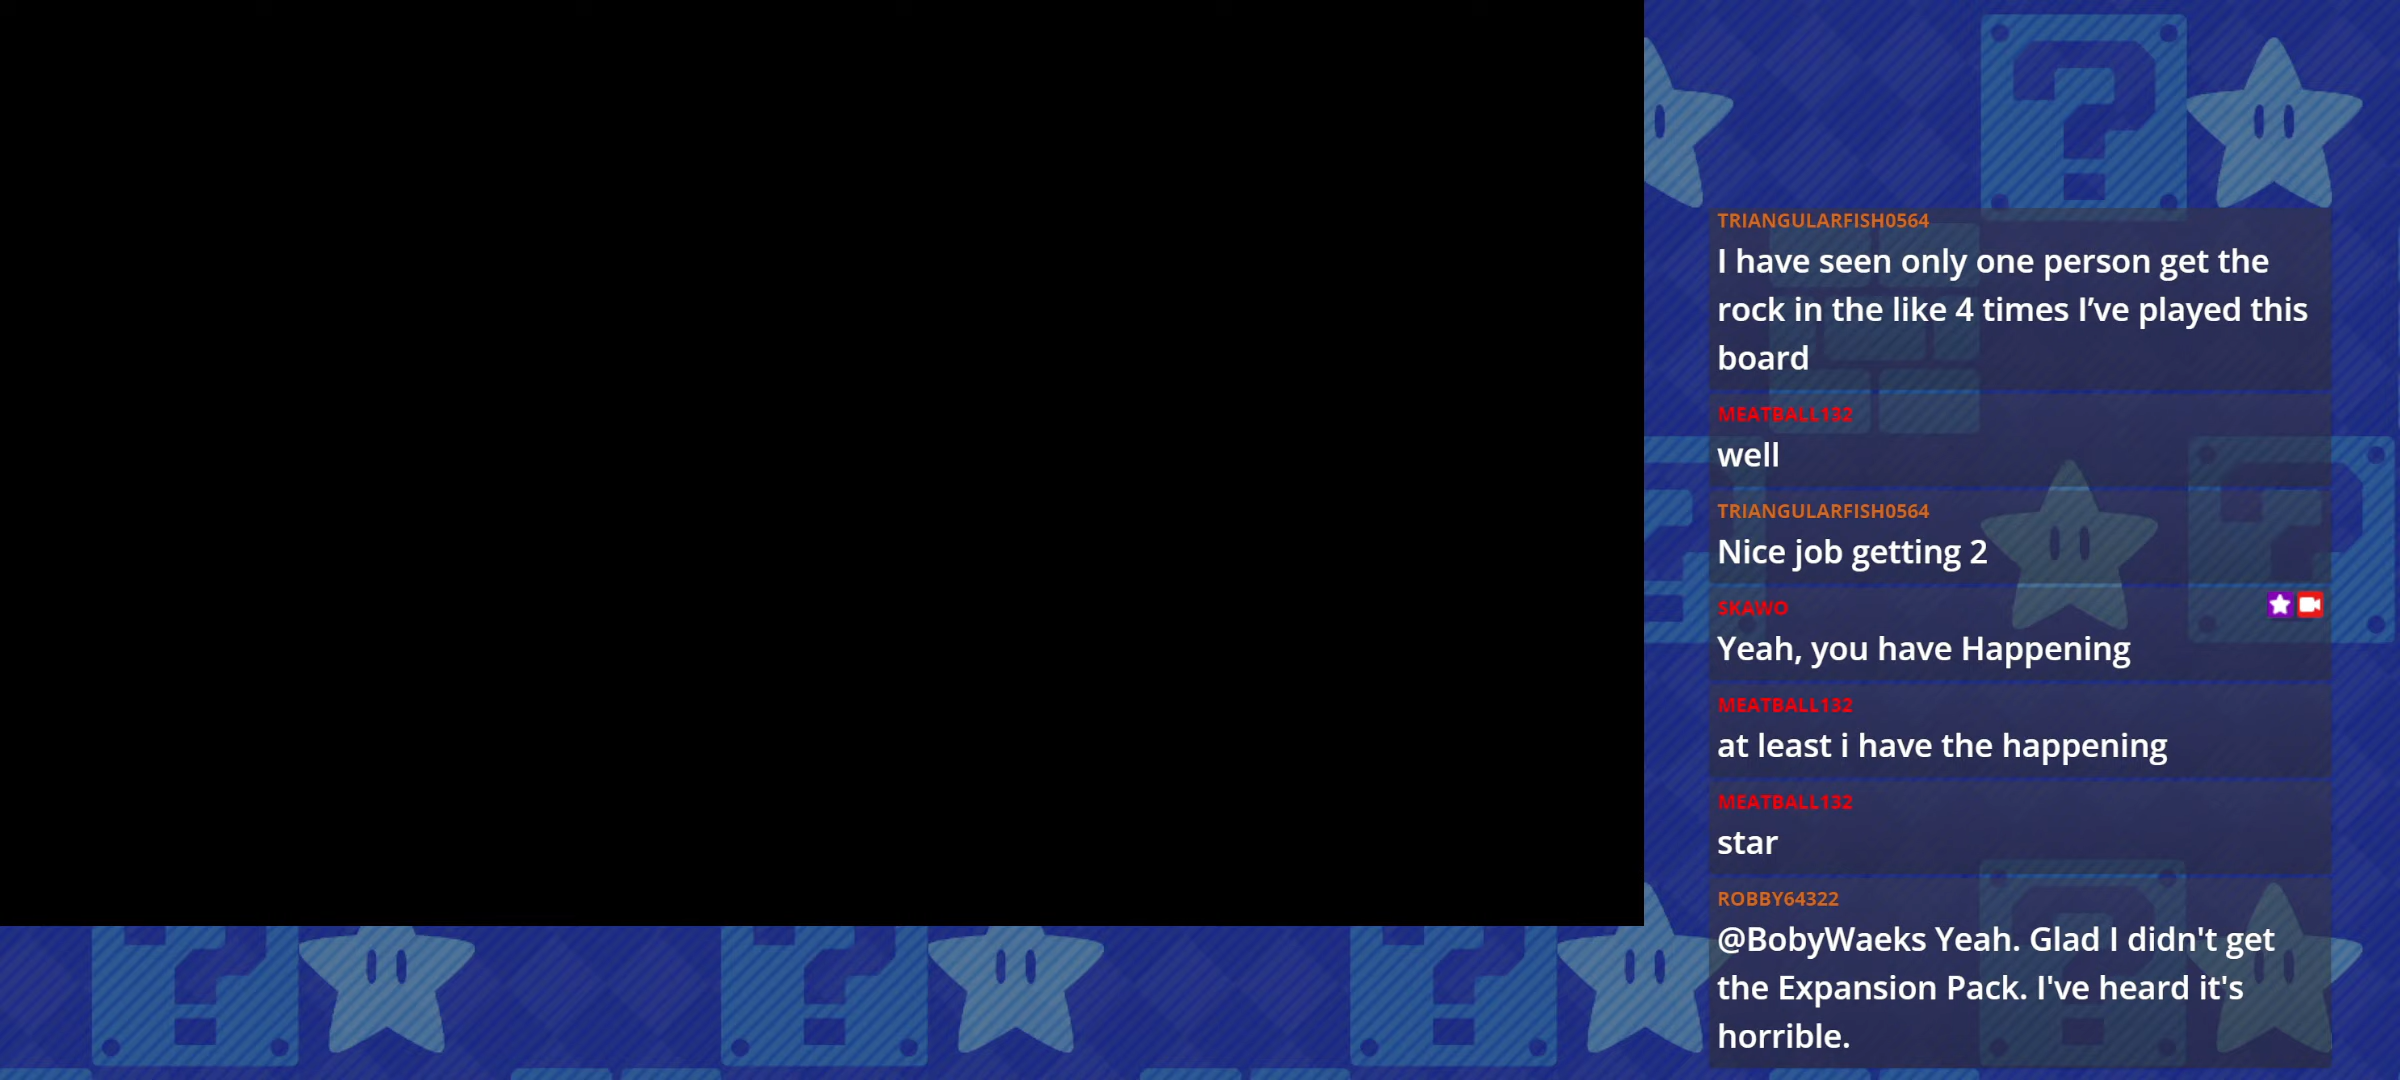 TRIANGULARFISH0564
I have seen only one person get the
rock in the like 4 times I’ve played this
board
MEATBALL132
well
TRIANGULARFISH0564
Nice job getting 2
SKAWO
Yeah, you have Happening
MEATBALL132
at least i have the happening
MEATBALL132
star
ROBBY64322
@BobyWaeks Yeah. Glad I didn't get
the Expansion Pack. I've heard it's
horrible.